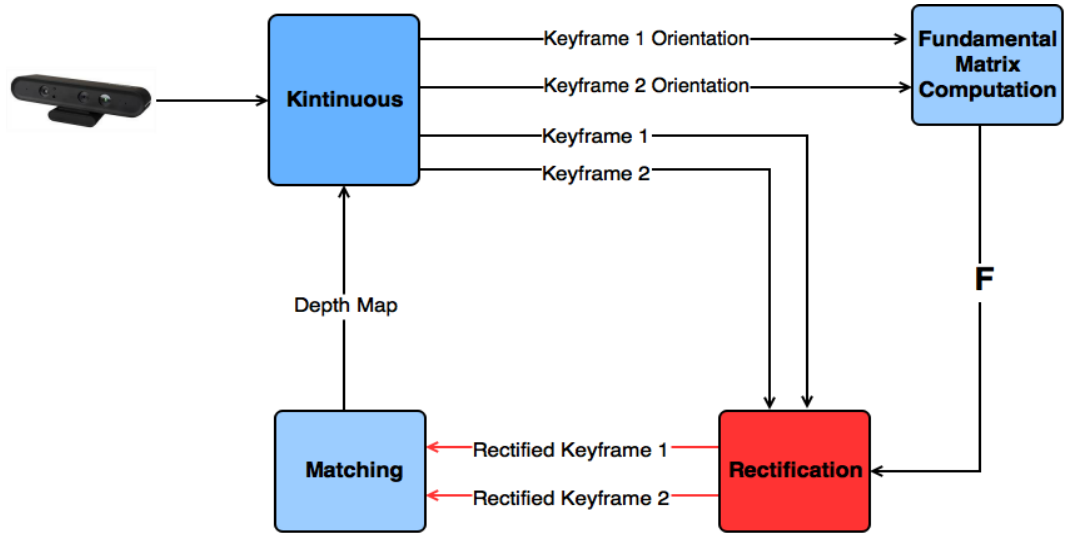 Keyframe 1 Orientation
Fundamental
Matrix
Computation
Keyframe 2 Orientation
Kintinuous
Keyframe 1
Keyframe 2
F
Depth Map
Rectified Keyframe 1
Matching
Rectification
Rectified Keyframe 2